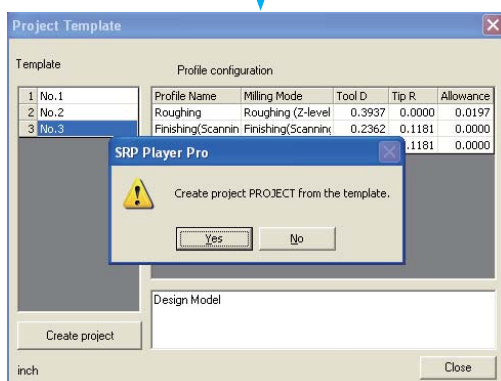 Project Template
Template
Profile configuration
1 No.1
2 No.2
3 No.3
Profile Name Milling Mode Tool D Tip R Allowance
Roughing Roughing (Z-level 0.3937 0.0000 0.0197
Finishing(Scannin Finishing(Scanning 0.2362 0.1181 0.0000
.1181 0.0000
SRP Player Pro
Create project PROJECT from the template.
Yes No
Design Model
Create project
inch
Close